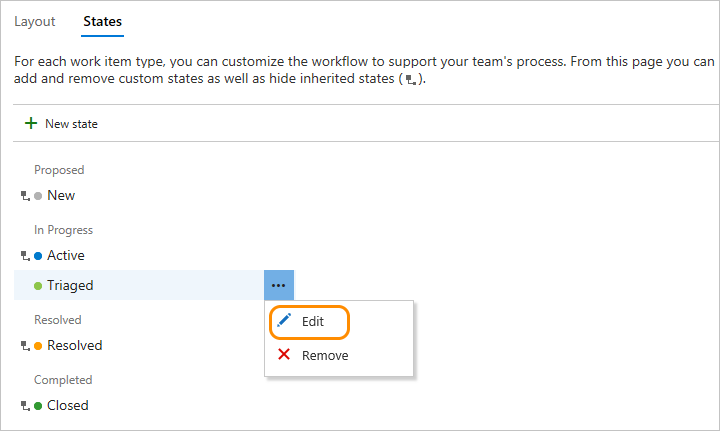 Layout States
For each work item type, you can customize the workflow to support your team's process. From this page you can
add and remove custom states as well as hide inherited states ( ).
+ New state
Proposed
New
In Progress
Active
Triaged ...
Edit
Resolved
Resolved
Remove
Completed
Closed